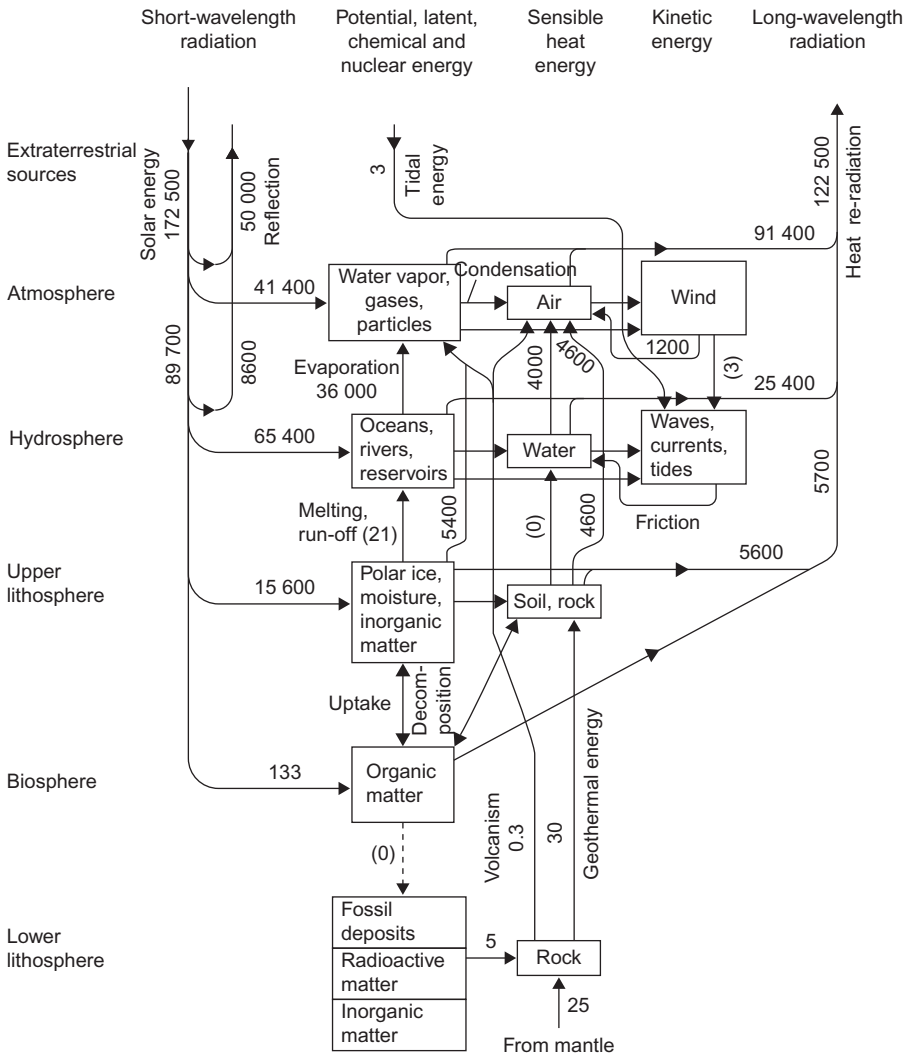 Short-wavelength
radiation
Potential, latent,
chemical and
nuclear energy
Sensible
heat
energy
Kinetic
energy
Long-wavelength
radiation
Extraterrestrial
sources
Solar energy
172 500
50 000
Reflection
3
Tidal
energy
122 500
Heat re-radiation
91 400
Atmosphere
41 400
Water vapor,
gases,
particles
Condensation
Air
Wind
1200
(3)
89 700
8600
Evaporation
36 000
4000
4600
25 400
Hydrosphere
65 400
Oceans,
rivers,
reservoirs
Water
Waves,
currents,
tides
Friction
5700
Melting,
run-off (21)
5400
(0)
4600
5600
Upper
lithosphere
15 600
Polar ice,
moisture,
inorganic
matter
Soil, rock
Uptake
Decom-
position
Biosphere
133
Organic
matter
Volcanism
0.3
30
Geothermal energy
(0)
Lower
lithosphere
Fossil
deposits
Radioactive
matter
Inorganic
matter
5
Rock
25
From mantle